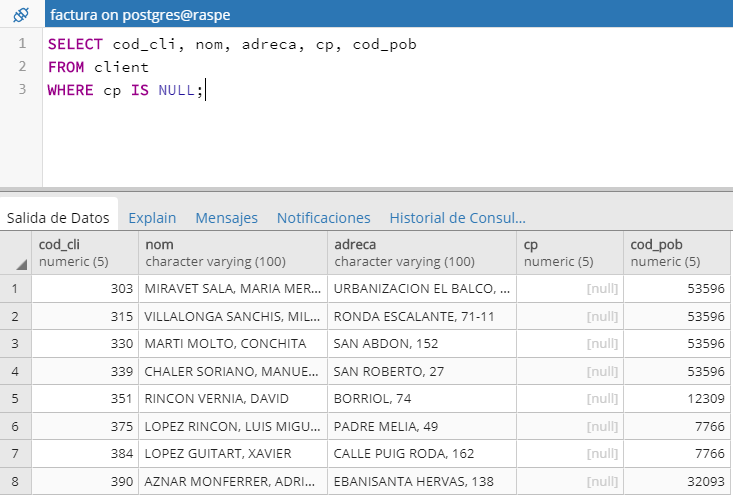 factura on postgres@raspe
1 SELECT cod_cli, nom, adreca, cp, cod_pob
2 FROM client
3 WHERE cp IS NULL;
Salida de Datos Explain Mensajes Notificaciones Historial de Consul...
cod_cli nom adreca cp cod_pob
numeric (5) character varying (100) character varying (100) numeric (5) numeric (5)
1 303 MIRAVET SALA, MARIA MER... URBANIZACION EL BALCO, ... [null] 53596
2 315 VILLALONGA SANCHIS, MIL... RONDA ESCALANTE, 71-11 [null] 53596
3 330 MARTI MOLTO, CONCHITA SAN ABDON, 152 [null] 53596
4 339 CHALER SORIANO, MANUE... SAN ROBERTO, 27 [null] 53596
5 351 RINCON VERNIA, DAVID BORRIOL, 74 [null] 12309
6 375 LOPEZ RINCON, LUIS MIGU... PADRE MELIA, 49 [null] 7766
7 384 LOPEZ GUITART, XAVIER CALLE PUIG RODA, 162 [null] 7766
8 390 AZNAR MONFERRER, ADRI... EBANISANTA HERVAS, 138 [null] 32093